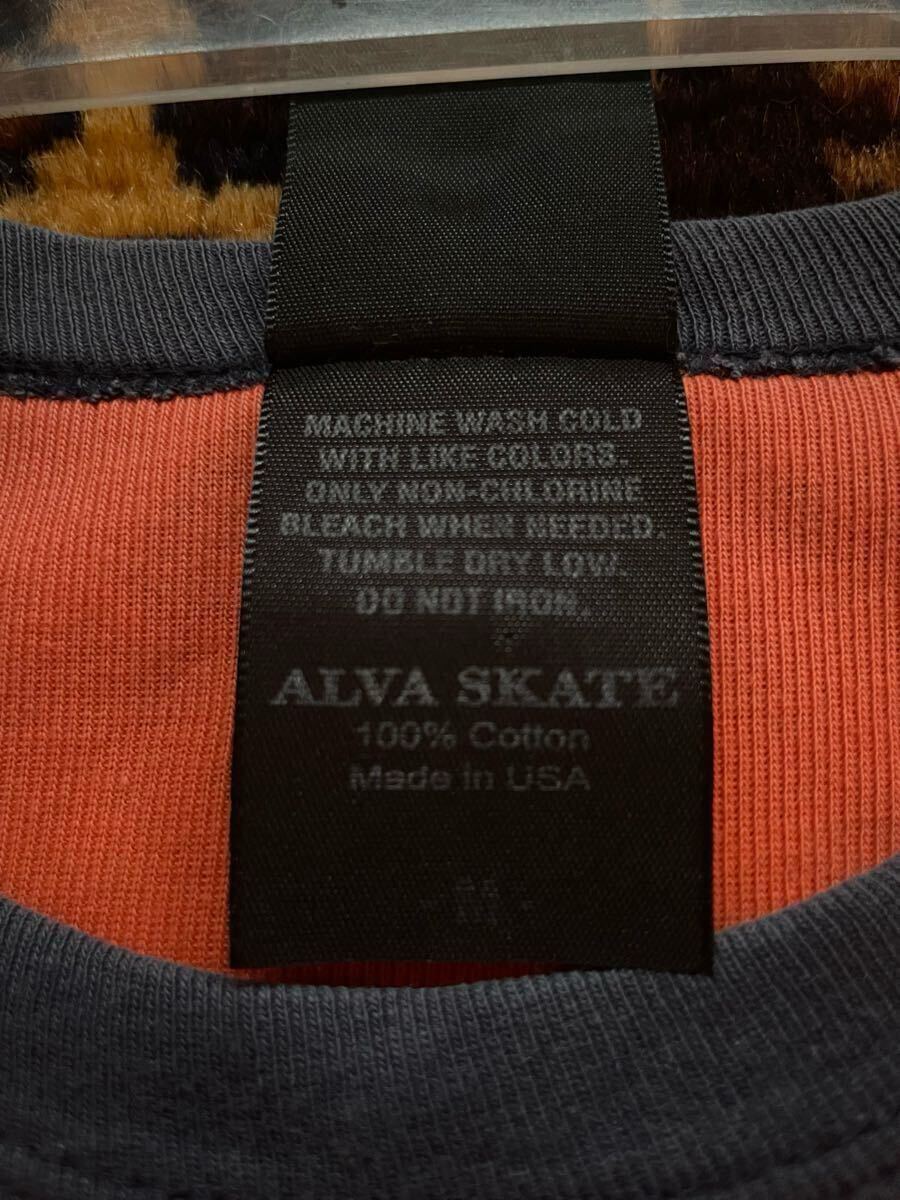 MACHINE WASH COLD
WITH LIKE COLORS.
ONLY NON-CHLORINE
BLEACH WHEN NEEDED.
TUMBLE DRY LOW.
DO NOT IRON.
ALVA SKATE
100% Cotton
Made in USA
- M -